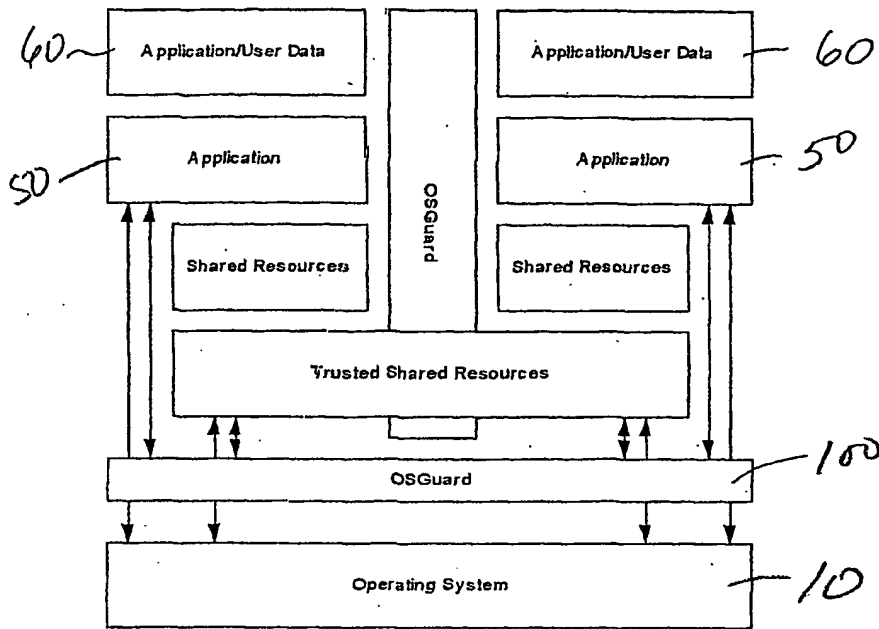 60 Application/User Data Application/User Data 60
50 Application Application 50
OSGuard
Shared Resources Shared Resources
Trusted Shared Resources
OSGuard 100
Operating System 10